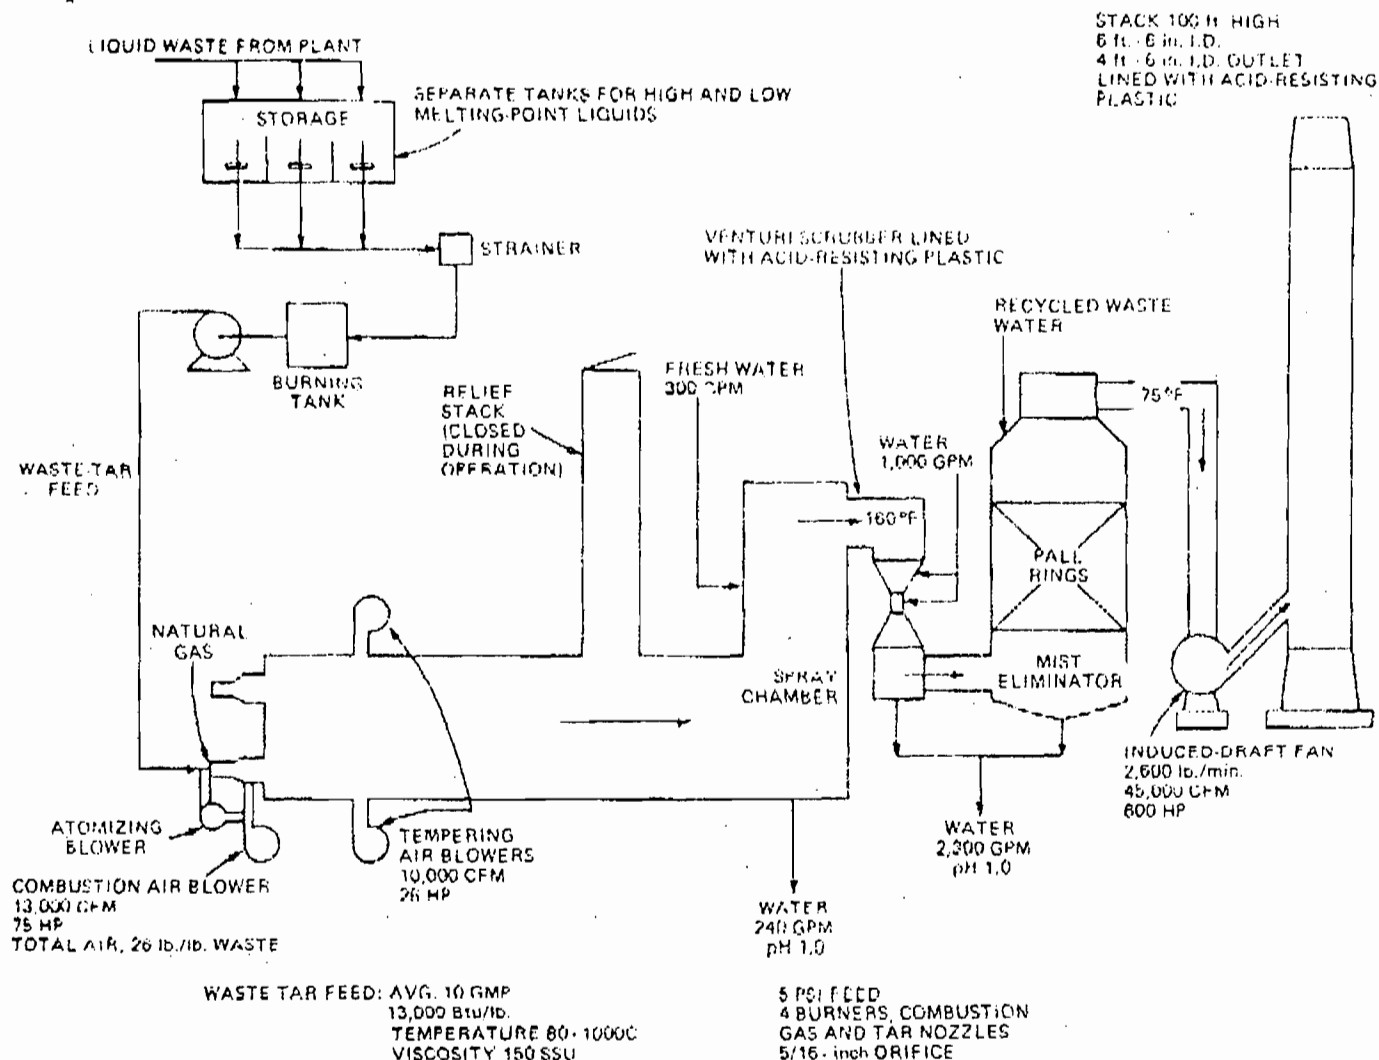 STACK 100 ft. HIGH
6 ft. - 6 in. I.D.
4 ft - 6 in. I.D. OUTLET
LINED WITH ACID-RESISTING
PLASTIC
LIQUID WASTE FROM PLANT
SEPARATE TANKS FOR HIGH AND LOW
MELTING-POINT LIQUIDS
STORAGE
STRAINER
VENTURI SCRUBBER LINED
WITH ACID-RESISTING PLASTIC
RECYCLED WASTE
WATER
BURNING
TANK
RELIEF
STACK
(CLOSED
DURING
OPERATION)
FRESH WATER
300 GPM
75°F
WATER
1,000 GPM
WASTE-TAR
FEED
160°F
PALL
RINGS
NATURAL
GAS
SPRAY
CHAMBER
MIST
ELIMINATOR
INDUCED-DRAFT FAN
2,600 lb./min.
45,000 CFM
600 HP
ATOMIZING
BLOWER
TEMPERING
AIR BLOWERS
10,000 CFM
25 HP
WATER
2,300 GPM
pH 1.0
COMBUSTION AIR BLOWER
13,000 CFM
75 HP
TOTAL AIR, 26 lb./lb. WASTE
WATER
240 GPM
pH 1.0
WASTE TAR FEED: AVG. 10 GMP
13,000 Btu/lb.
TEMPERATURE 80 - 100OC
VISCOSITY 150 SSU
5 PSI FEED
4 BURNERS, COMBUSTION
GAS AND TAR NOZZLES
5/16 - inch ORIFICE